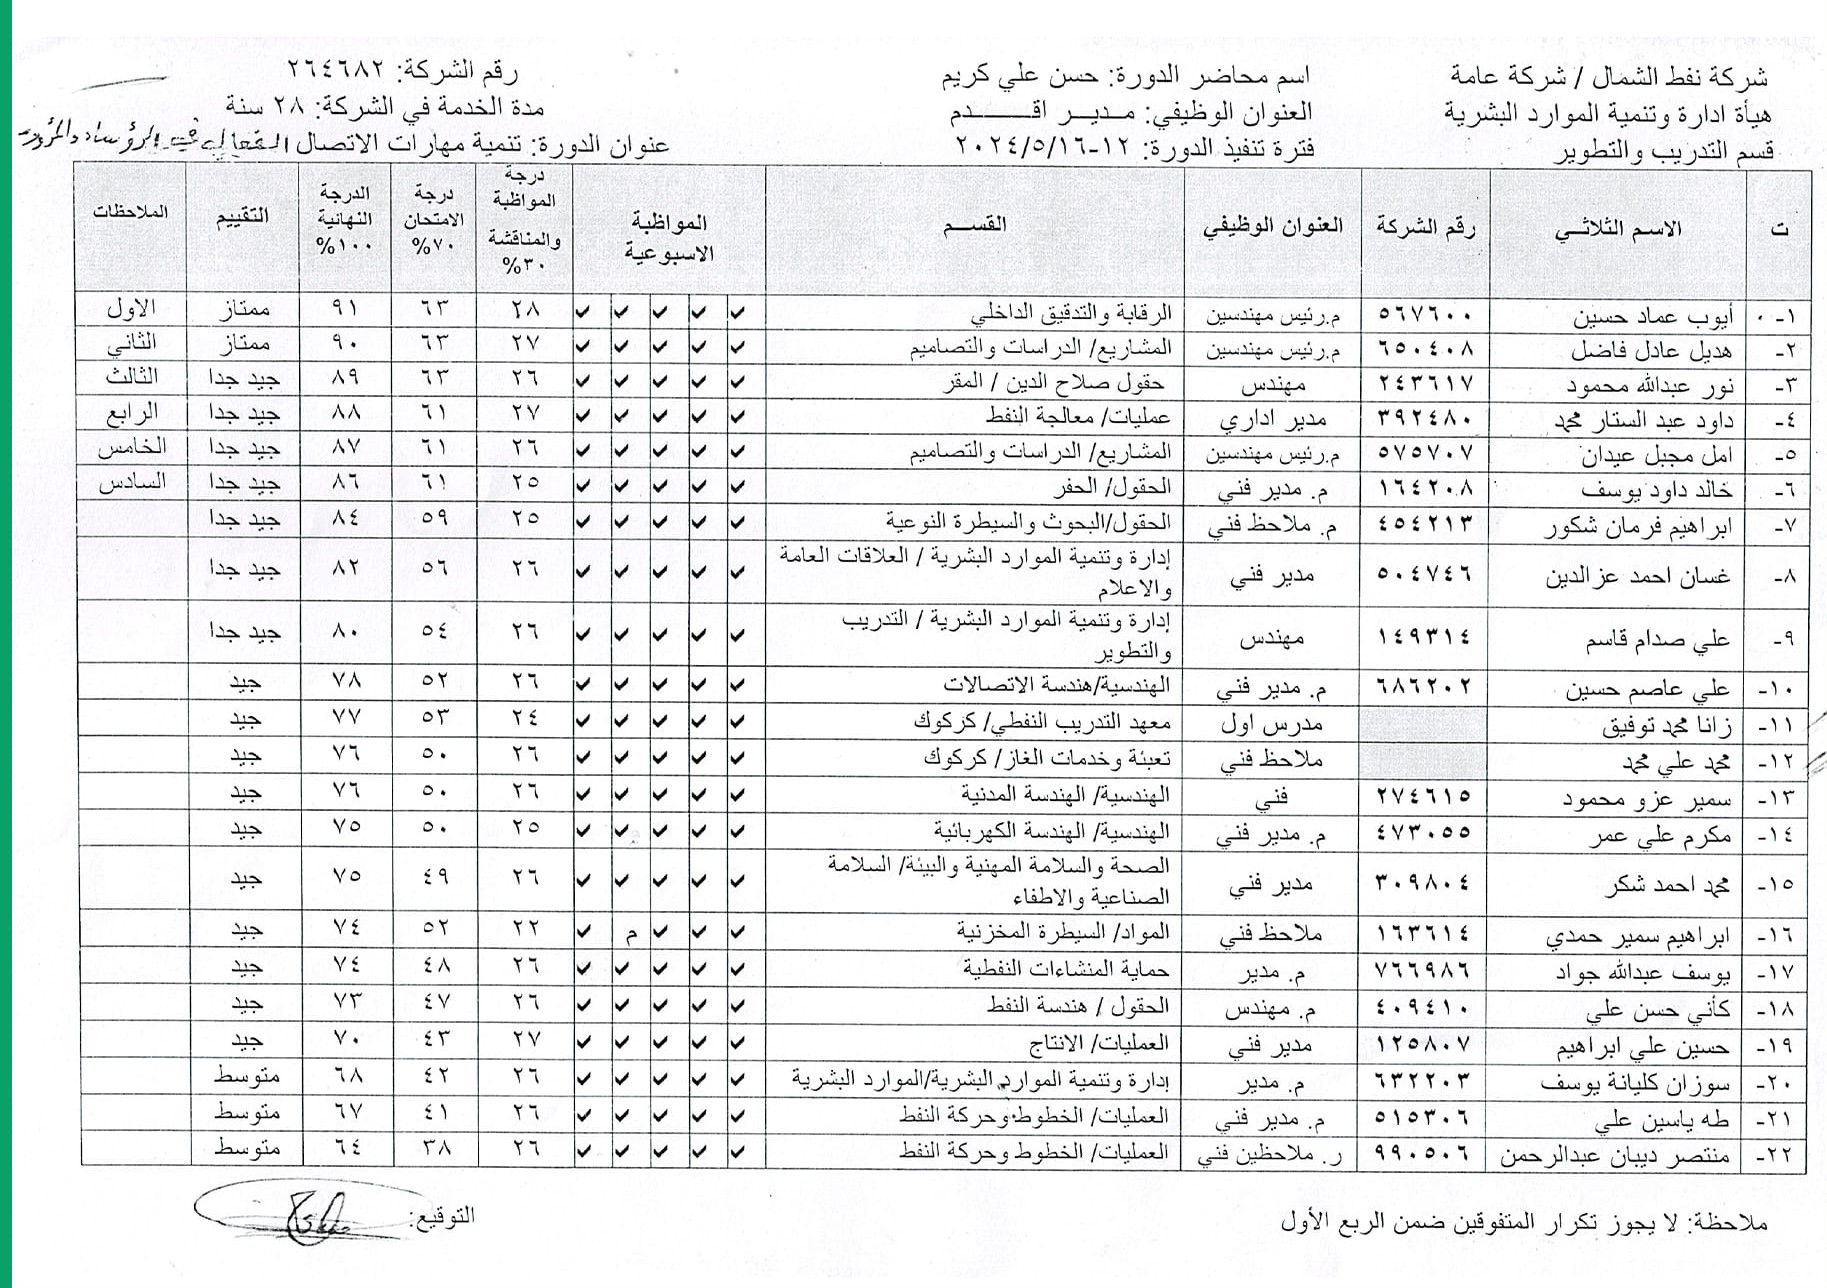 شركة نفط الشمال / شركة عامة
هيأة ادارة وتنمية الموارد البشرية
قسم التدريب والتطوير
اسم محاضر الدورة: حسن علي كريم
العنوان الوظيفي: مديـر اقـــدم
فترة تنفيذ الدورة: ١٢-٢٠٢٤/٥/١٦
رقم الشركة: ٢٦٤٦٨٢
مدة الخدمة في الشركة: ٢٨ سنة
عنوان الدورة: تنمية مهارات الاتصال الفعال الرؤساء
ت الاسم الثلاثي رقم الشركة العنوان الوظيفي القســم المواظبة الاسبوعية درجة المواظبة والمناقشة ٣٠% درجة الامتحان ٧٠% الدرجة النهائية ١٠٠% التقييم الملاحظات
١- أيوب عماد حسين ٥٦٧٦٠٠ م.رئيس مهندسين الرقابة والتدقيق الداخلي ✓ ✓ ✓ ✓ ✓ ٢٨ ٦٣ ٩١ ممتاز الاول
٢- هديل عادل فاضل ٦٥٠٤٠٨ م.رئيس مهندسين المشاريع/ الدراسات والتصاميم ✓ ✓ ✓ ✓ ✓ ٢٧ ٦٣ ٩٠ ممتاز الثاني
٣- نور عبدالله محمود ٢٤٣٦١٧ مهندس حقول صلاح الدين / المقر ✓ ✓ ✓ ✓ ✓ ٢٦ ٦٣ ٨٩ جيد جدا الثالث
٤- داود عبد الستار محمد ٣٩٢٤٨٠ مدير اداري عمليات/ معالجة النفط ✓ ✓ ✓ ✓ ✓ ٢٧ ٦١ ٨٨ جيد جدا الرابع
٥- امل مجبل عيدان ٥٧٥٧٠٧ م.رئيس مهندسين المشاريع/ الدراسات والتصاميم ✓ ✓ ✓ ✓ ✓ ٢٦ ٦١ ٨٧ جيد جدا الخامس
٦- خالد داود يوسف ١٦٤٢٠٨ م. مدير فني الحقول/ الحفر ✓ ✓ ✓ ✓ ✓ ٢٥ ٦١ ٨٦ جيد جدا السادس
٧- ابراهيم فرمان شكور ٤٥٤٢١٣ م. ملاحظ فني الحقول/البحوث والسيطرة النوعية ✓ ✓ ✓ ✓ ✓ ٢٥ ٥٩ ٨٤ جيد جدا
٨- غسان احمد عزالدين ٥٠٤٧٤٦ مدير فني إدارة وتنمية الموارد البشرية / العلاقات العامة والاعلام ✓ ✓ ✓ ✓ ✓ ٢٦ ٥٦ ٨٢ جيد جدا
٩- علي صدام قاسم ١٤٩٣١٤ مهندس إدارة وتنمية الموارد البشرية / التدريب والتطوير ✓ ✓ ✓ ✓ ✓ ٢٦ ٥٤ ٨٠ جيد جدا
١٠- علي عاصم حسين ٦٨٦٢٠٢ م. مدير فني الهندسية/هندسة الاتصالات ✓ ✓ ✓ ✓ ✓ ٢٦ ٥٢ ٧٨ جيد
١١- زانا محمد توفيق مدرس اول معهد التدريب النفطي/ كركوك ✓ ✓ ✓ ✓ ✓ ٢٤ ٥٣ ٧٧ جيد
١٢- محمد علي محمد ملاحظ فني تعبئة وخدمات الغاز/ كركوك ✓ ✓ ✓ ✓ ✓ ٢٦ ٥٠ ٧٦ جيد
١٣- سمير عزو محمود ٢٧٤٦١٥ فني الهندسية/ الهندسة المدنية ✓ ✓ ✓ ✓ ✓ ٢٦ ٥٠ ٧٦ جيد
١٤- مكرم علي عمر ٤٧٣٠٥٥ م. مدير فني الهندسية/ الهندسة الكهربائية ✓ ✓ ✓ ✓ ✓ ٢٥ ٥٠ ٧٥ جيد
١٥- محمد احمد شكر ٣٠٩٨٠٤ مدير فني الصحة والسلامة المهنية والبيئة/ السلامة الصناعية والاطفاء ✓ ✓ ✓ ✓ ✓ ٢٦ ٤٩ ٧٥ جيد
١٦- ابراهيم سمير حمدي ١٦٣٦١٤ ملاحظ فني المواد/ السيطرة المخزنية ✓ ✓ ✓ م ✓ ٢٢ ٥٢ ٧٤ جيد
١٧- يوسف عبدالله جواد ٧٦٦٩٨٦ م. مدير حماية المنشاءات النفطية ✓ ✓ ✓ ✓ ✓ ٢٦ ٤٨ ٧٤ جيد
١٨- كأني حسن علي ٤٠٩٤١٠ م. مهندس الحقول / هندسة النفط ✓ ✓ ✓ ✓ ✓ ٢٦ ٤٧ ٧٣ جيد
١٩- حسين علي ابراهيم ١٢٥٨٠٧ مدير فني العمليات/ الانتاج ✓ ✓ ✓ ✓ ✓ ٢٧ ٤٣ ٧٠ جيد
٢٠- سوزان كليانة يوسف ٦٣٢٢٠٣ م. مدير إدارة وتنمية الموارد البشرية/الموارد البشرية ✓ ✓ ✓ ✓ ✓ ٢٦ ٤٢ ٦٨ متوسط
٢١- طه ياسين علي ٥١٥٣٠٦ م. مدير فني العمليات/ الخطوط وحركة النفط ✓ ✓ ✓ ✓ ✓ ٢٦ ٤١ ٦٧ متوسط
٢٢- منتصر ديبان عبدالرحمن ٩٩٠٥٠٦ ر. ملاحظين فني العمليات/ الخطوط وحركة النفط ✓ ✓ ✓ ✓ ✓ ٢٦ ٣٨ ٦٤ متوسط
ملاحظة: لا يجوز تكرار المتفوقين ضمن الربع الأول
التوقيع: